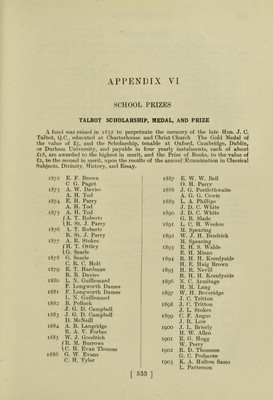 APPENDIX VI
SCHOOL PRIZES
TALBOT SCHOLARSHIP, MEDAL, AND PRIZE
A fund was raised in 1852 to perpetuate the memory of the late Hon. J. C.
Talbot, Q.C., educated at Charterhouse and Christ Church The Gold Medal of
the value of £5, and the Scholarship, tenable at Oxford, Cambridge, Dublin,
or Durham University, and payable in four yearly instalments, each of about
£18, are awarded to the highest in merit, and the Prize of Books, to the value of
£2, to the second in merit, upon the results of the annual Examination in Classical
Subjects, Divinity, History, and Essay.
1872 E. F. Brown
C G. Paget
1873 A. W. Davies
A. H. Tod
1874 E. H. Parry
A. H. Tod
1875 A. H. Tod
A. T. Roberts
R. St. J. Parry
1876 A. T. Roberts
R. St. J. Parry
1877 A. R. Stokoe
H. T. Ottley
G. Searle
1878 G. Searle
C. R. C. Holt
1879 E. T. Hardman
R. B. Davies
1880 L. N. Guillemard
F. Longworth Dames
1881 F. Longworth Dames
L. N. Guillemard
1882 B. Pollock
J. G. D. Campbell
1883 J. G. D. Campbell
D. McNeill
1884 A. B. Langridge
R. A. V. Forbes
1885 W. J. Goodrich
R. M. Burrows
C. H. Evan Thomas
1886 G. W. Evans
C. H. Tyler
1887 E. W. W. Bell
O. H. Parry
1888 J. G. Postlethwaite
A. G. G. Cowie
1889 L. A. Phillips
J. D. C. White
1890 J. D. C. White
G. R. Slade
1891 L. C. H. Weekes
M. Spearing
1892 W. J. H. Brodrick
M. Spearing
1893 E. H. S. Walde
E. H. Minns
1894 R. H. H. Keenlyside
H. E. Haig Brown
1895 H. R. Nevill
R. H. H. Keenlyside
1896 N. C. Armitage
H. M. Lang
1897 W. H. Beveridge
J. C. Tritton
1898 J. C. Tritton
J. L. Stokes
1899 C. F. Angus
J. R. Lee
1900 J. L. Brisely
H. W. Allen
1901 E. G. Hogg
W. Perry
1902 R. D. Thomson
G. C. Podmore
1903 K. A. Holton Sams
L. Patterson
[ 533 ]